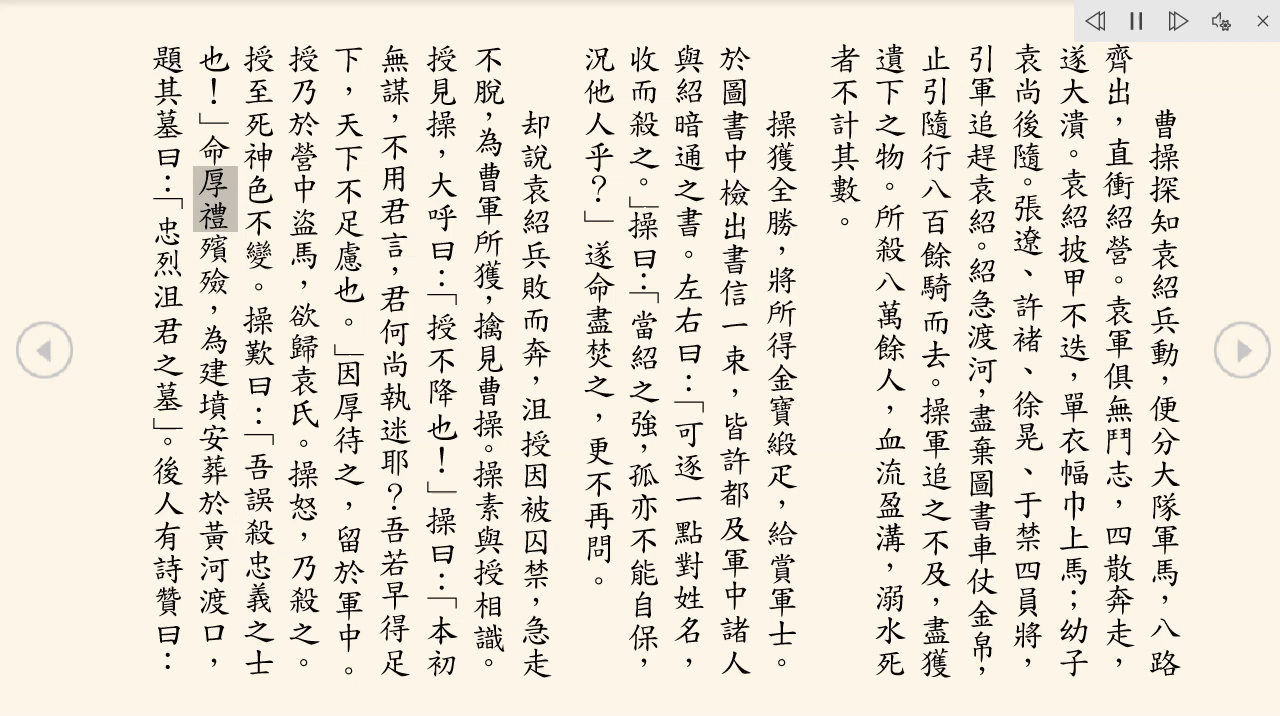 曹操探知袁紹兵動，便分大隊軍馬，八路
齊出，直衝紹營。袁軍俱無鬥志，四散奔走，
遂大潰。袁紹披甲不迭，單衣幅巾上馬；幼子
袁尚後隨。張遼、許褚、徐晃、于禁四員將，
引軍追趕袁紹。紹急渡河，盡棄圖書車仗金帛，
止引隨行八百餘騎而去。操軍追之不及，盡獲
遺下之物。所殺八萬餘人，血流盈溝，溺水死
者不計其數。
操獲全勝，將所得金寶緞疋，給賞軍士。
於圖書中檢出書信一束，皆許都及軍中諸人
與紹暗通之書。左右曰：「可逐一點對姓名，
收而殺之。」操曰：「當紹之強，孤亦不能自保，
況他人乎？」遂命盡焚之，更不再問。
却說袁紹兵敗而奔，沮授因被囚禁，急走
不脫，為曹軍所獲，擒見曹操。操素與授相識。
授見操，大呼曰：「授不降也！」操曰：「本初
無謀，不用君言，君何尚執迷耶？吾若早得足
下，天下不足慮也。」因厚待之，留於軍中。
授乃於營中盜馬，欲歸袁氏。操怒，乃殺之。
授至死神色不變。操歎曰：「吾誤殺忠義之士
也！」命厚禮殯殮，為建墳安葬於黃河渡口，
題其墓曰：「忠烈沮君之墓」。後人有詩贊曰：